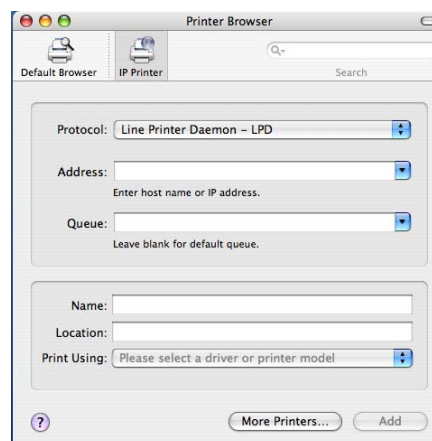 Printer Browser
Default Browser IP Printer Search
Protocol: Line Printer Daemon – LPD
Address:
Enter host name or IP address.
Queue:
Leave blank for default queue.
Name:
Location:
Print Using: Please select a driver or printer model
? More Printers... Add